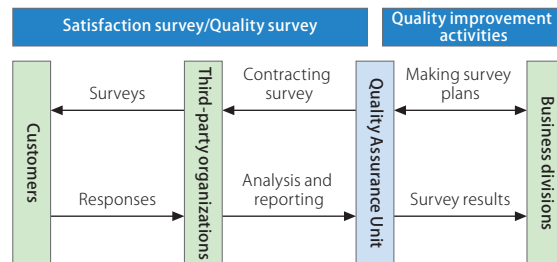 Satisfaction survey/Quality survey
Quality improvement
activities
Customers
Surveys
Responses
Third-party organizations
Contracting
survey
Analysis and
reporting
Quality Assurance Unit
Making survey
plans
Survey results
Business divisions